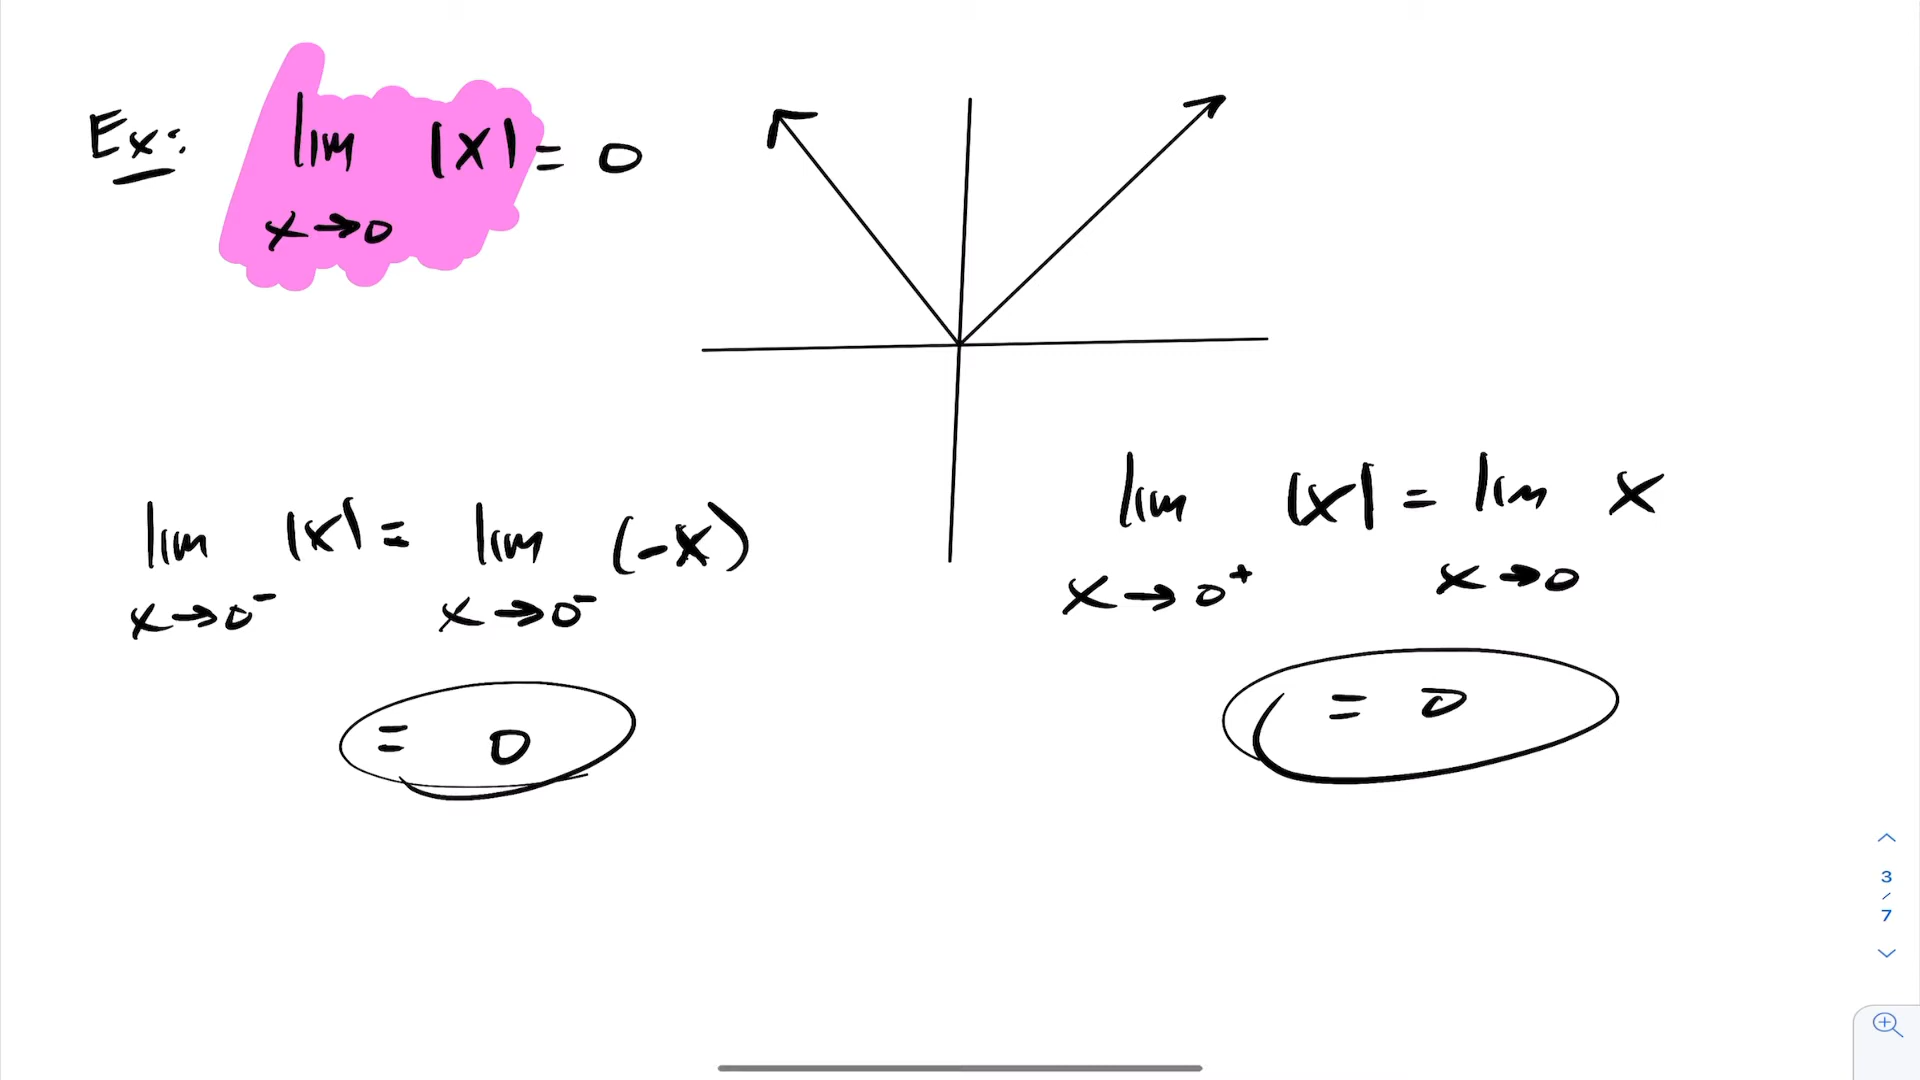 Ex: lim |x| = 0
x→0
lim |x| = lim (-x)
x→0⁻ x→0⁻
= 0
lim |x| = lim x
x→0⁺ x→0
= 0
3
/
7